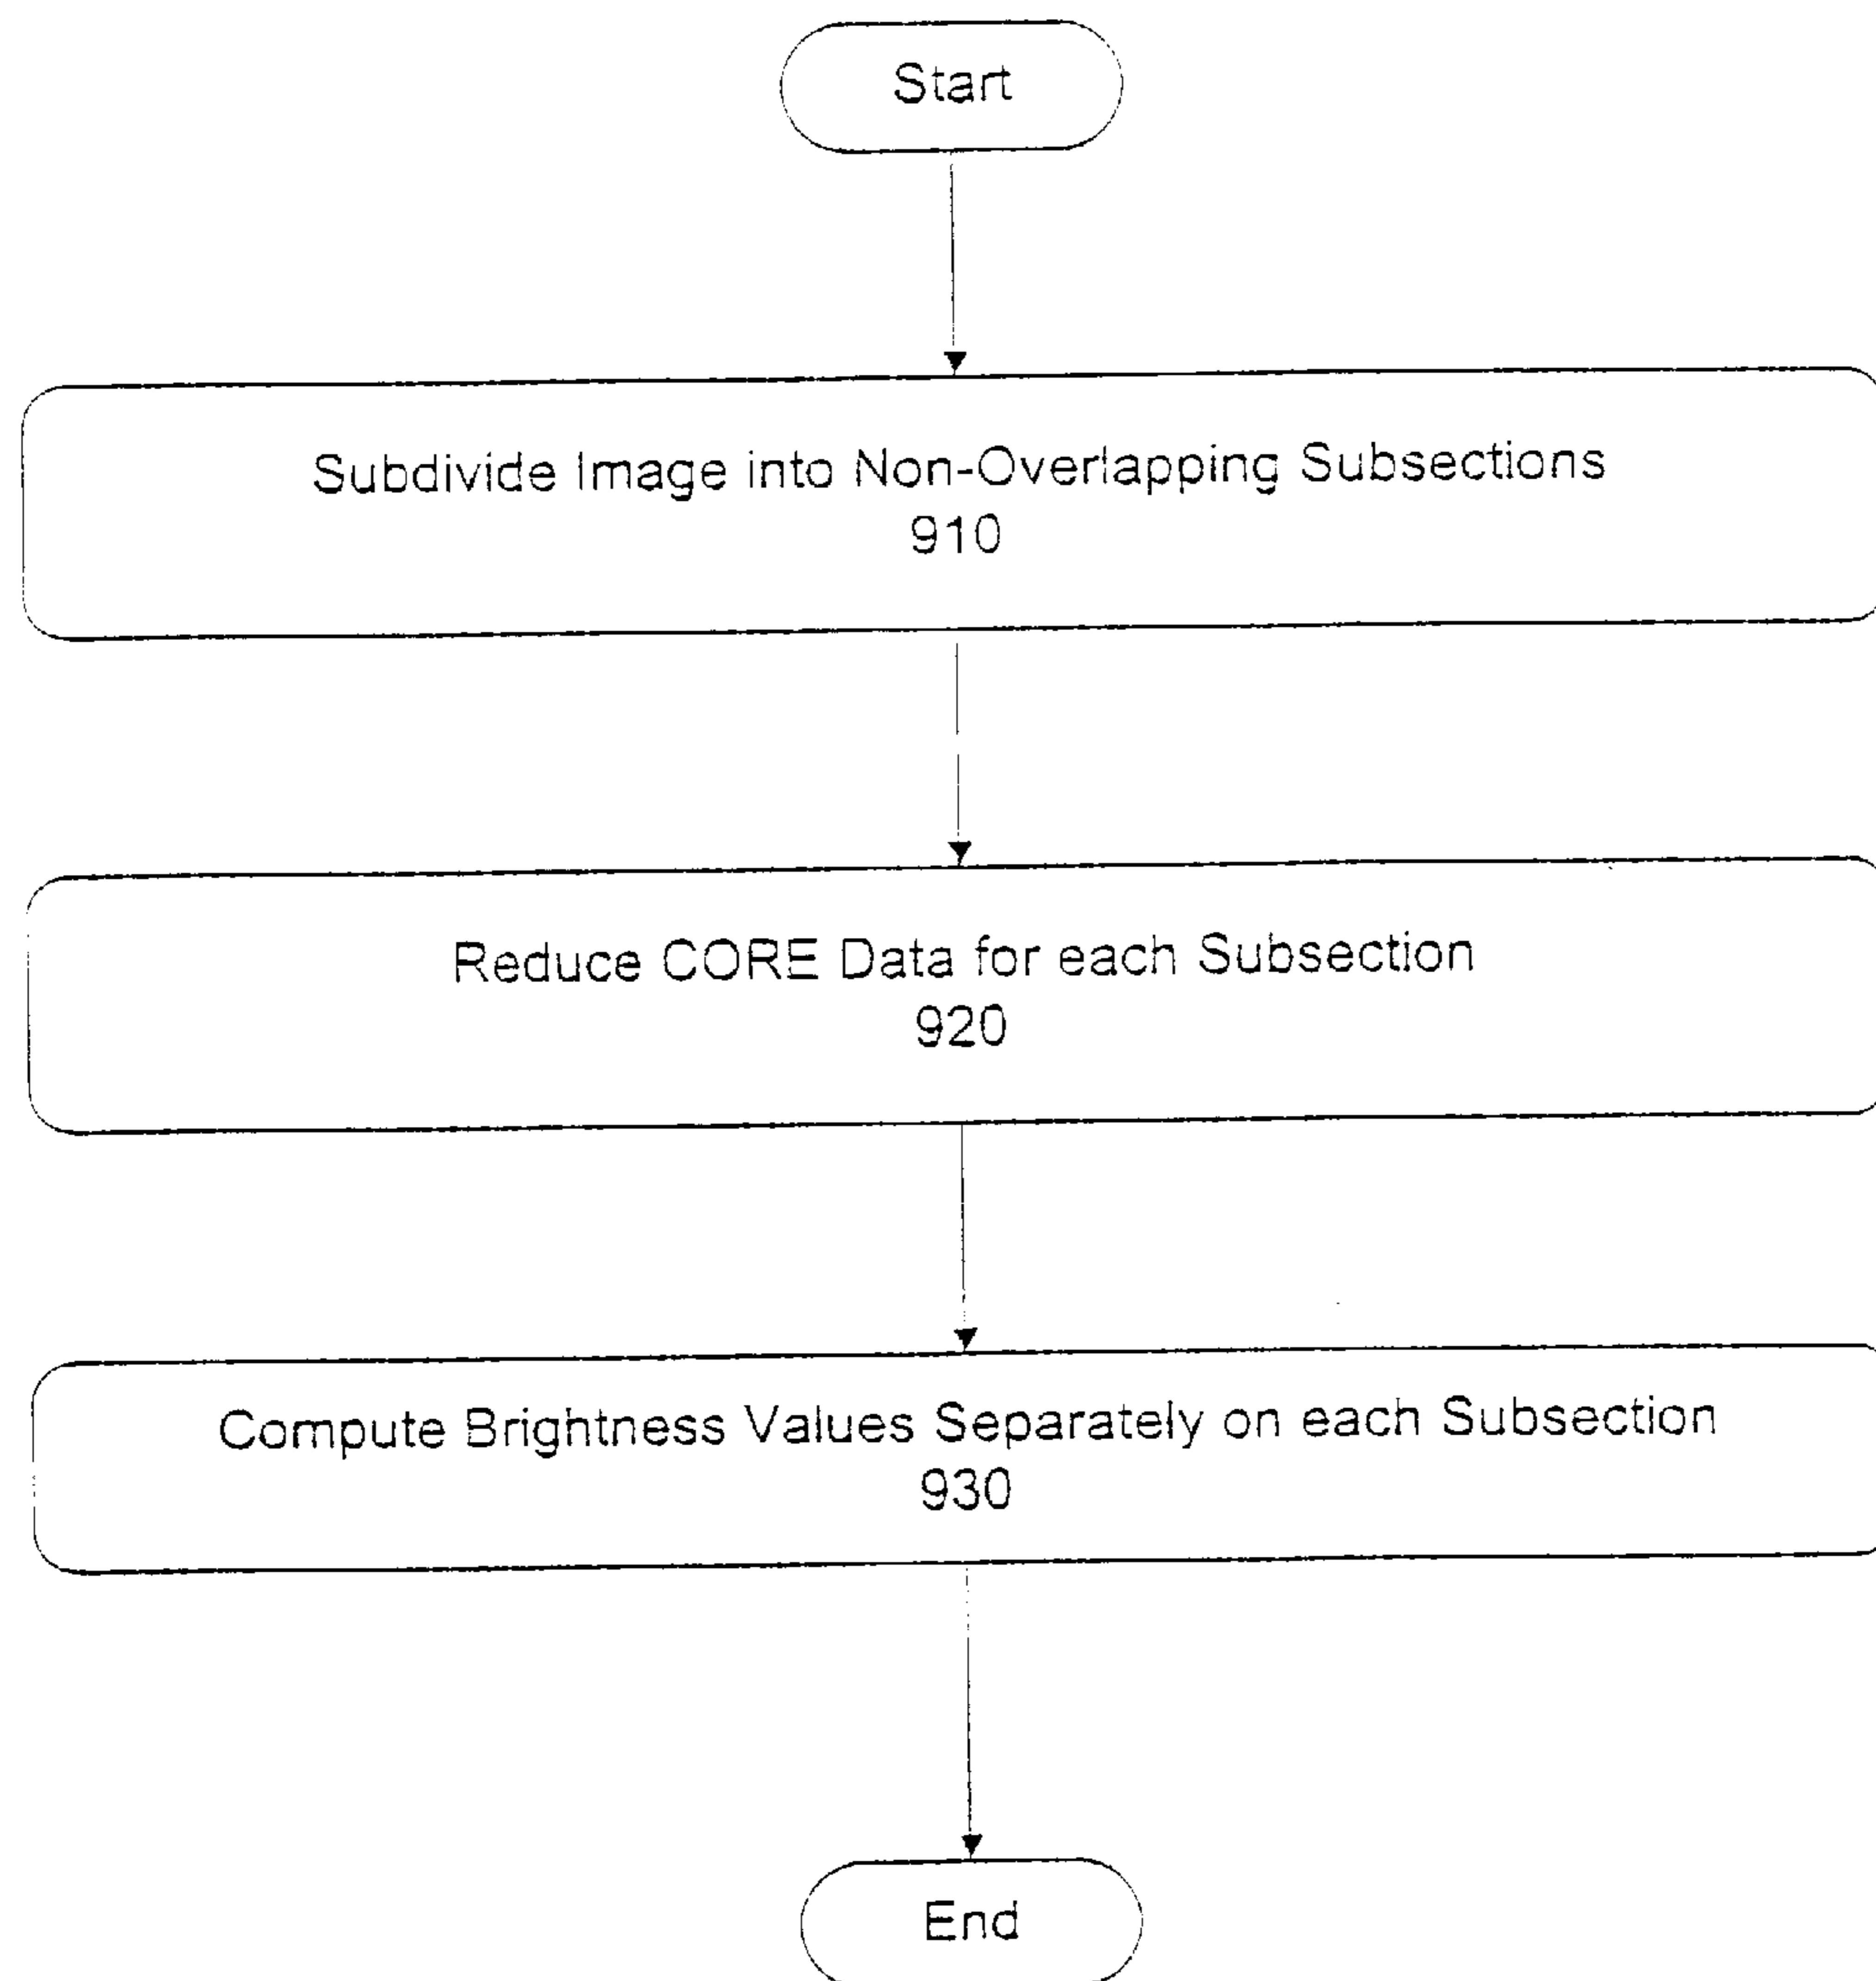 Start
Subdivide Image into Non-Overlapping Subsections
910
Reduce CORE Data for each Subsection
920
Compute Brightness Values Separately on each Subsection
930
End